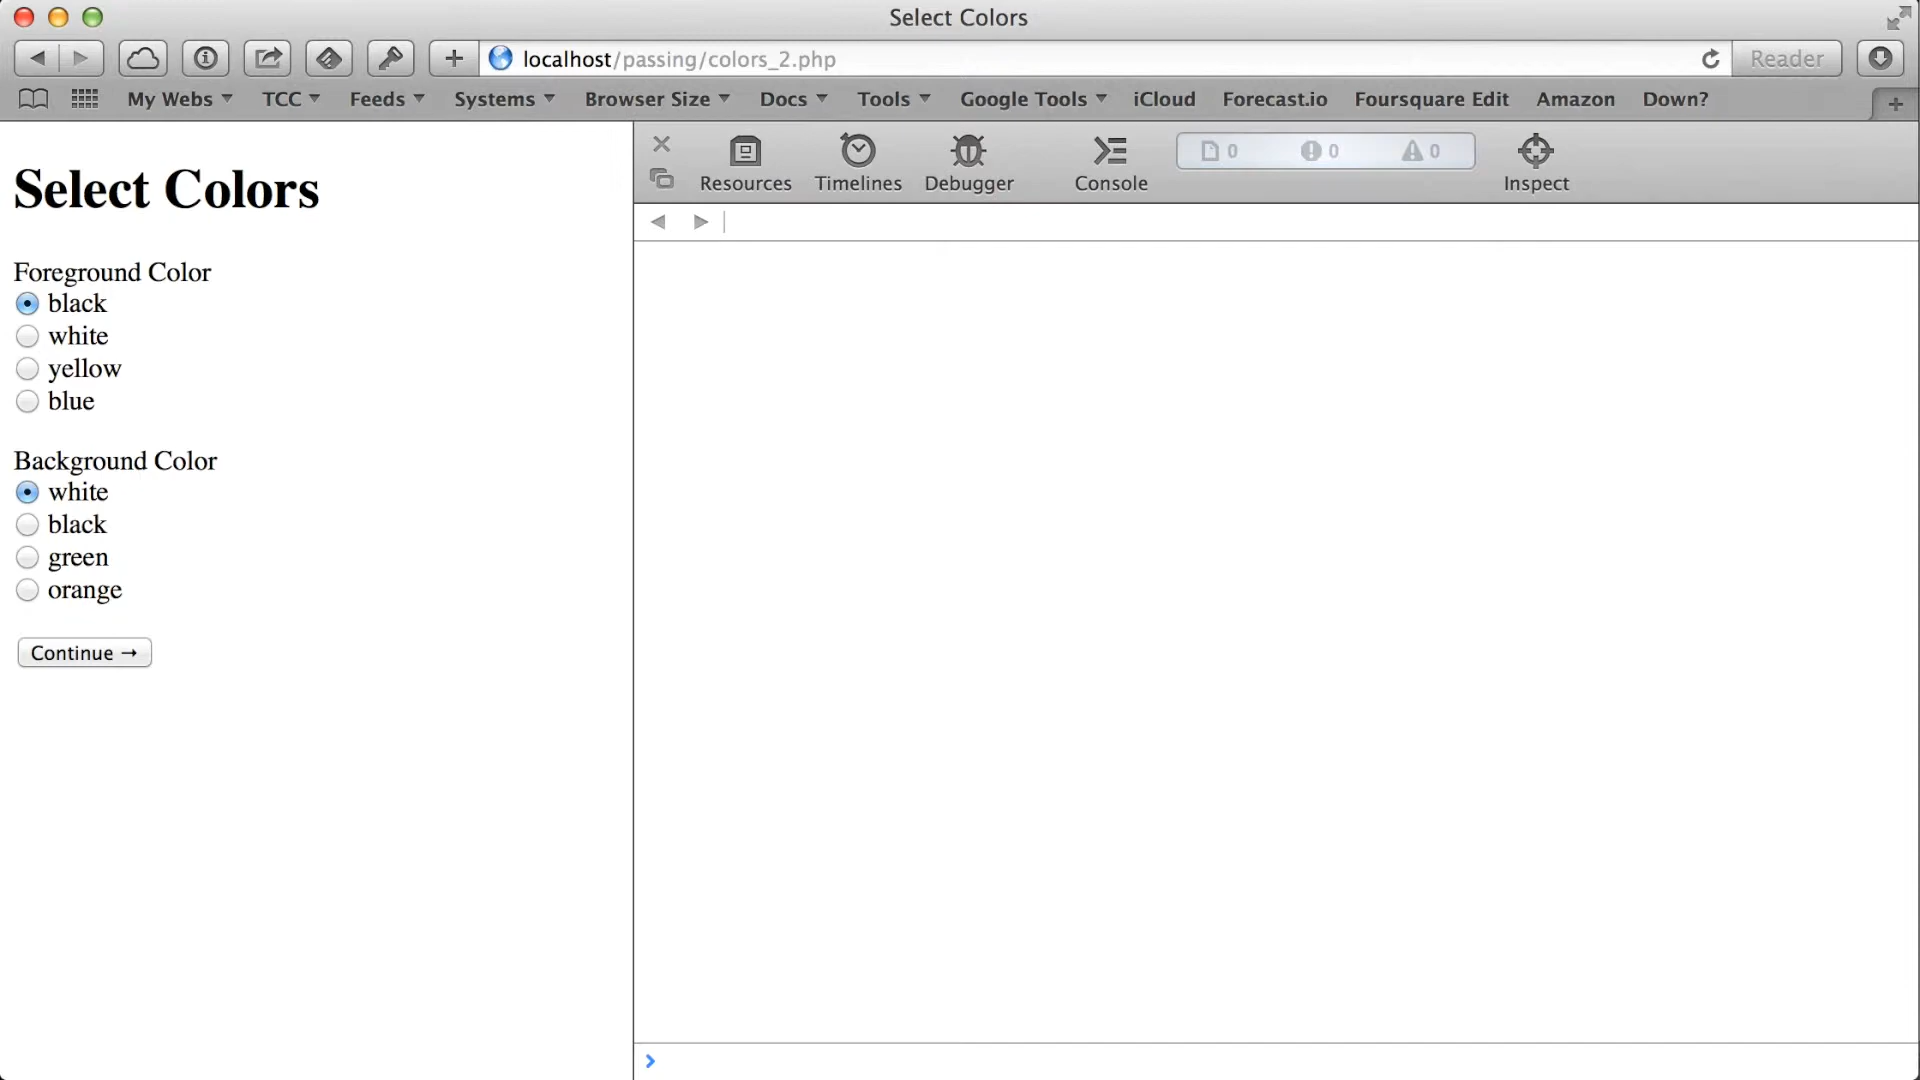 Select Colors
localhost/passing/colors_2.php
Reader
My Webs
TCC
Feeds
Systems
Browser Size
Docs
Tools
Google Tools
iCloud
Forecast.io
Foursquare Edit
Amazon
Down?
Resources
Timelines
Debugger
Console
0
0
0
Inspect
Select Colors
Foreground Color
black
white
yellow
blue
Background Color
white
black
green
orange
Continue →